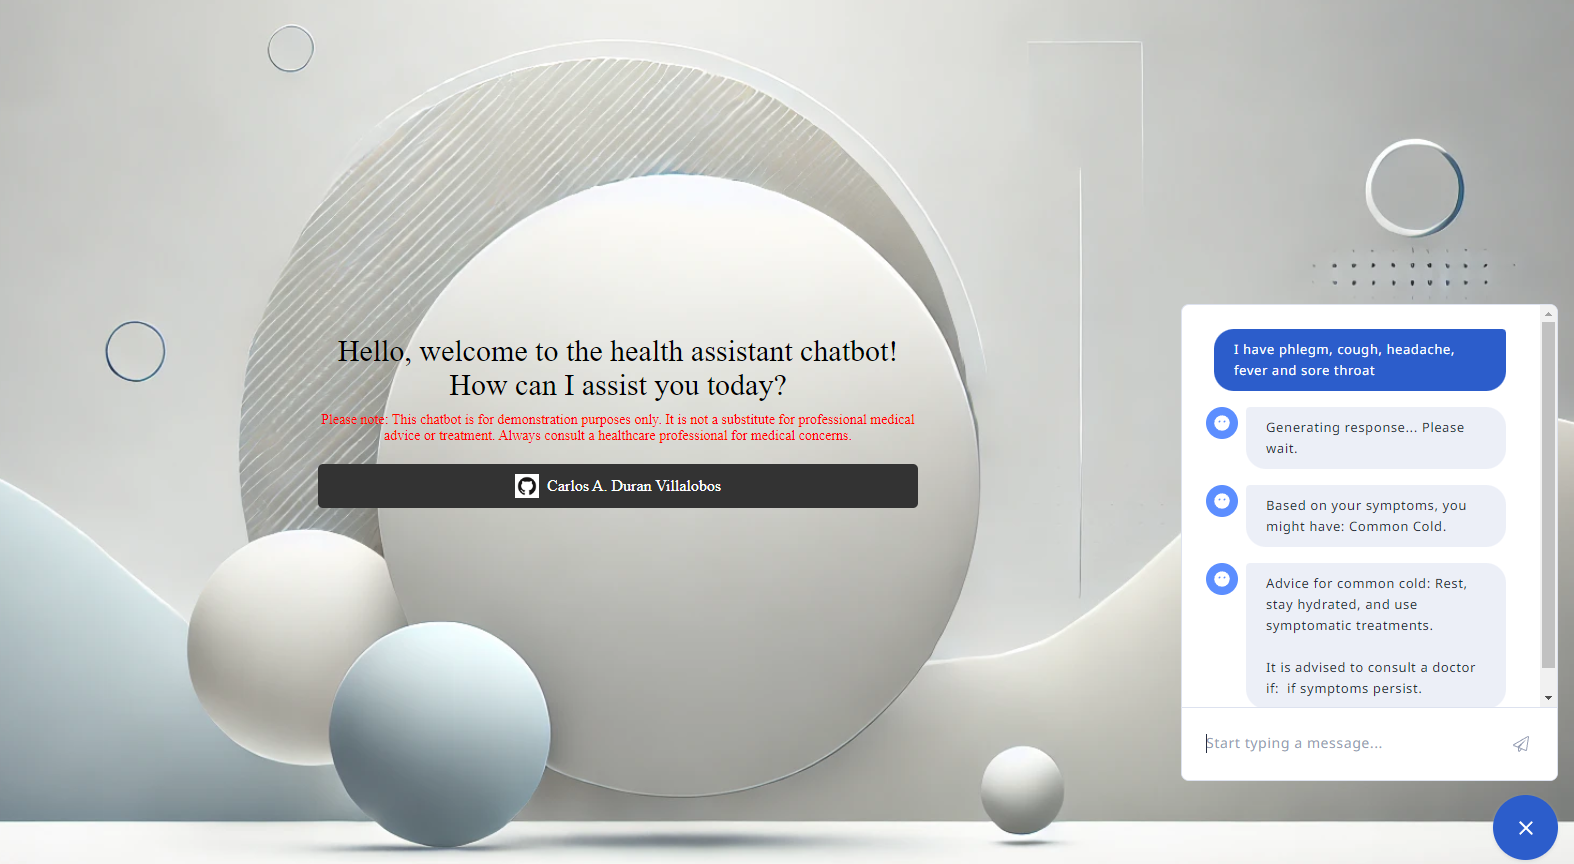 Hello, welcome to the health assistant chatbot!
How can I assist you today?
Please note: This chatbot is for demonstration purposes only. It is not a substitute for professional medical
advice or treatment. Always consult a healthcare professional for medical concerns.
Carlos A. Duran Villalobos
I have phlegm, cough, headache,
fever and sore throat
Generating response... Please
wait.
Based on your symptoms, you
might have: Common Cold.
Advice for common cold: Rest,
stay hydrated, and use
symptomatic treatments.
It is advised to consult a doctor
if:  if symptoms persist.
Start typing a message...